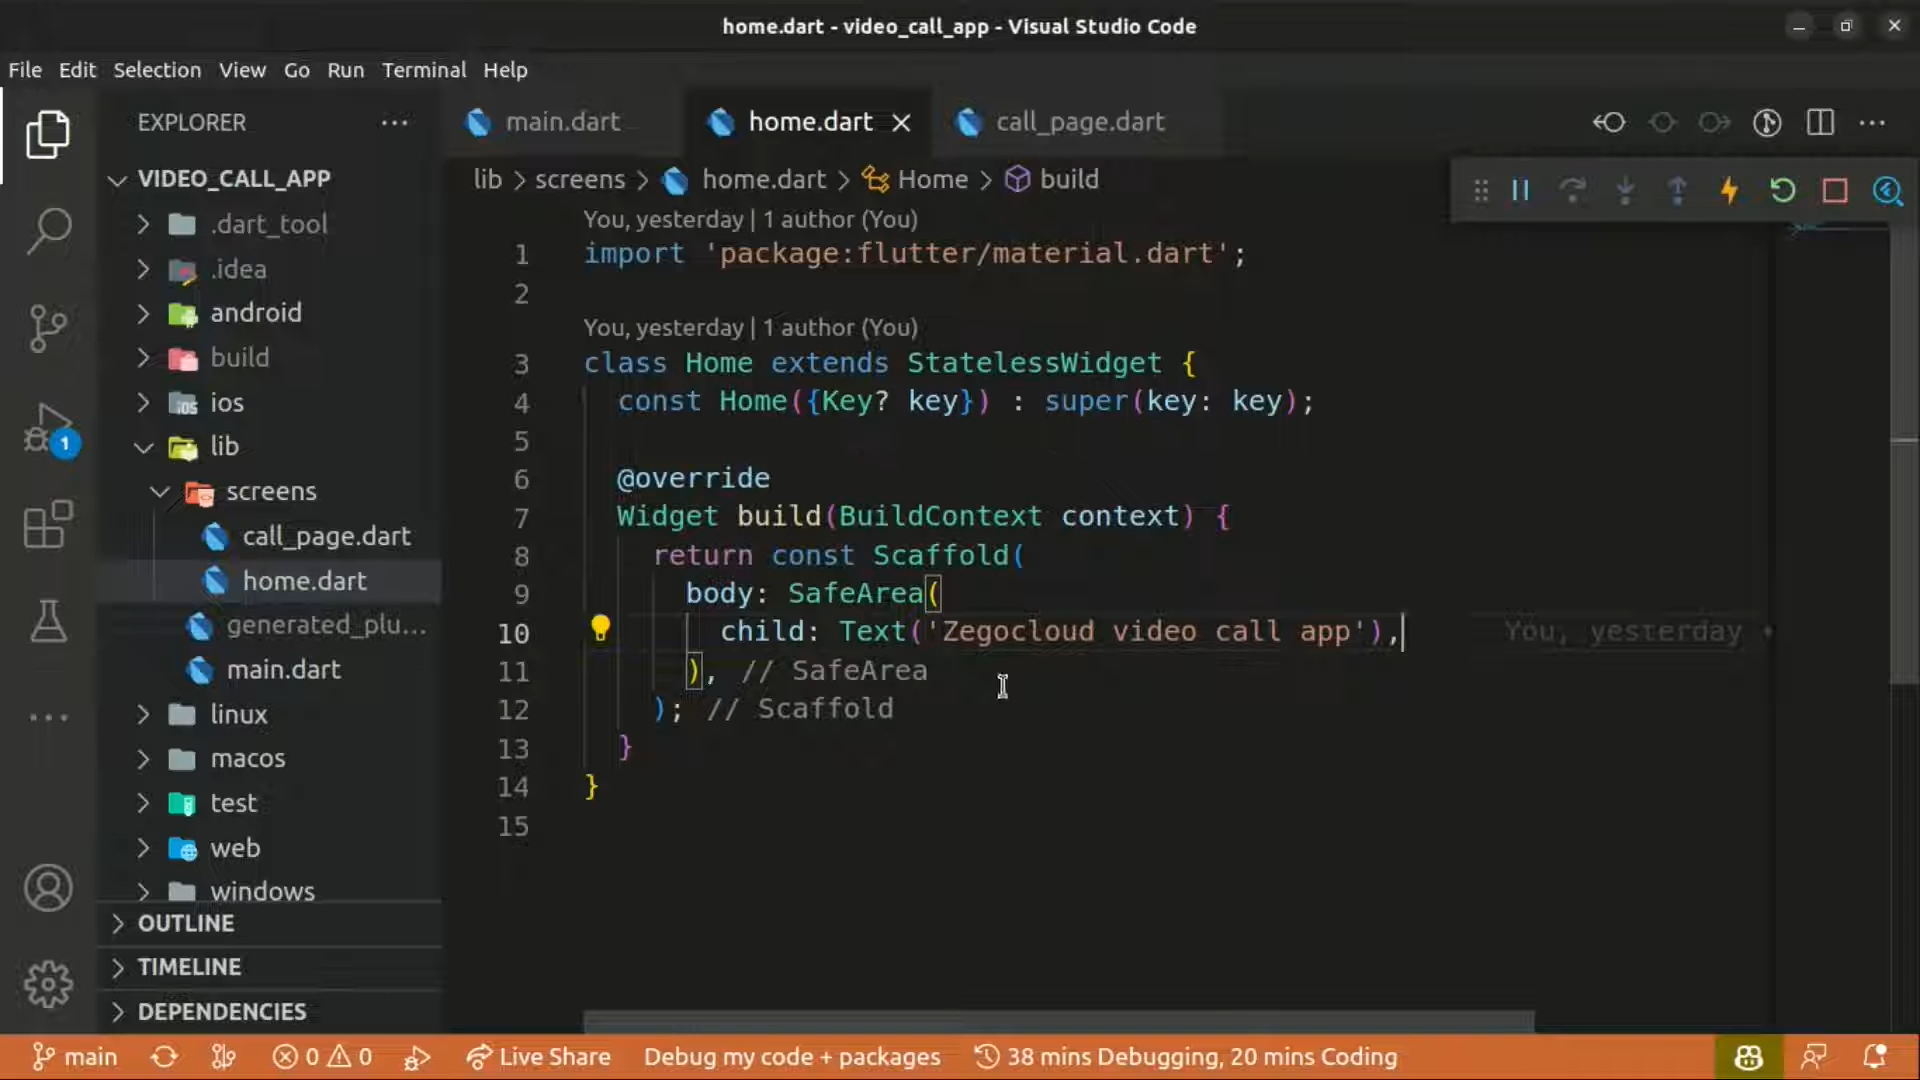 home.dart - video_call_app - Visual Studio Code
File Edit Selection View Go Run Terminal Help
EXPLORER
main.dart home.dart call_page.dart
VIDEO_CALL_APP
.dart_tool
.idea
android
build
ios
lib
screens
call_page.dart
home.dart
generated_plu...
main.dart
linux
macos
test
web
windows
OUTLINE
TIMELINE
DEPENDENCIES
1
lib > screens > home.dart > Home > build
You, yesterday | 1 author (You)
1 import 'package:flutter/material.dart';
2
You, yesterday | 1 author (You)
3 class Home extends StatelessWidget {
4 const Home({Key? key}) : super(key: key);
5
6 @override
7 Widget build(BuildContext context) {
8 return const Scaffold(
9 body: SafeArea(
10 child: Text('Zegocloud video call app'), You, yesterday •
11 ), // SafeArea
12 ); // Scaffold
13 }
14 }
15
main 0 0 Live Share Debug my code + packages 38 mins Debugging, 20 mins Coding